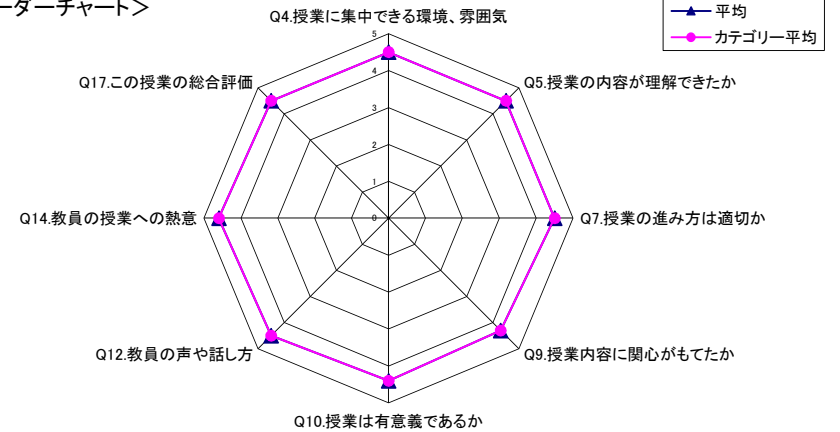 ーダーチャート＞
平均
カテゴリー平均
Q4.授業に集中できる環境、雰囲気
Q17.この授業の総合評価
Q5.授業の内容が理解できたか
5
4
3
2
1
0
Q14.教員の授業への熱意
Q7.授業の進み方は適切か
Q12.教員の声や話し方
Q9.授業内容に関心がもてたか
Q10.授業は有意義であるか